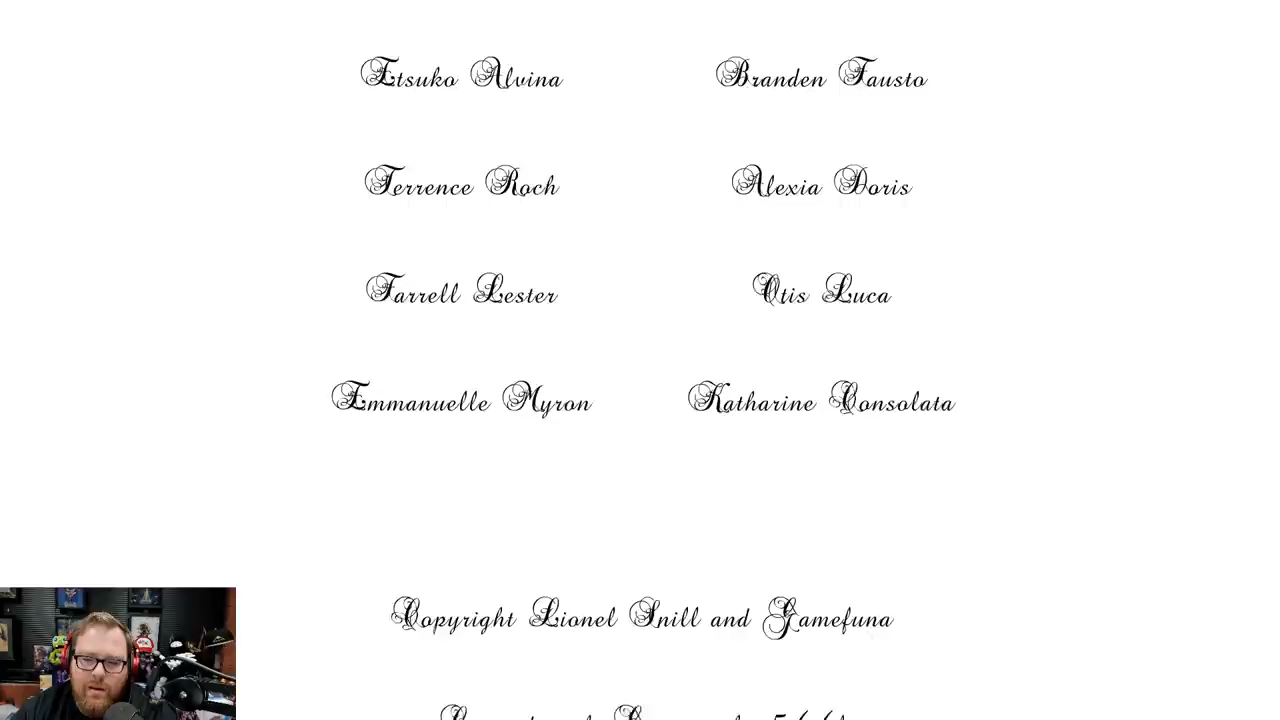 Etsuko Alvina Branden Fausto
Terrence Roch Alexia Doris
Farrell Lester Otis Luca
Emmanuelle Myron Katharine Consolata
Copyright Lionel Snill and Gamefuna